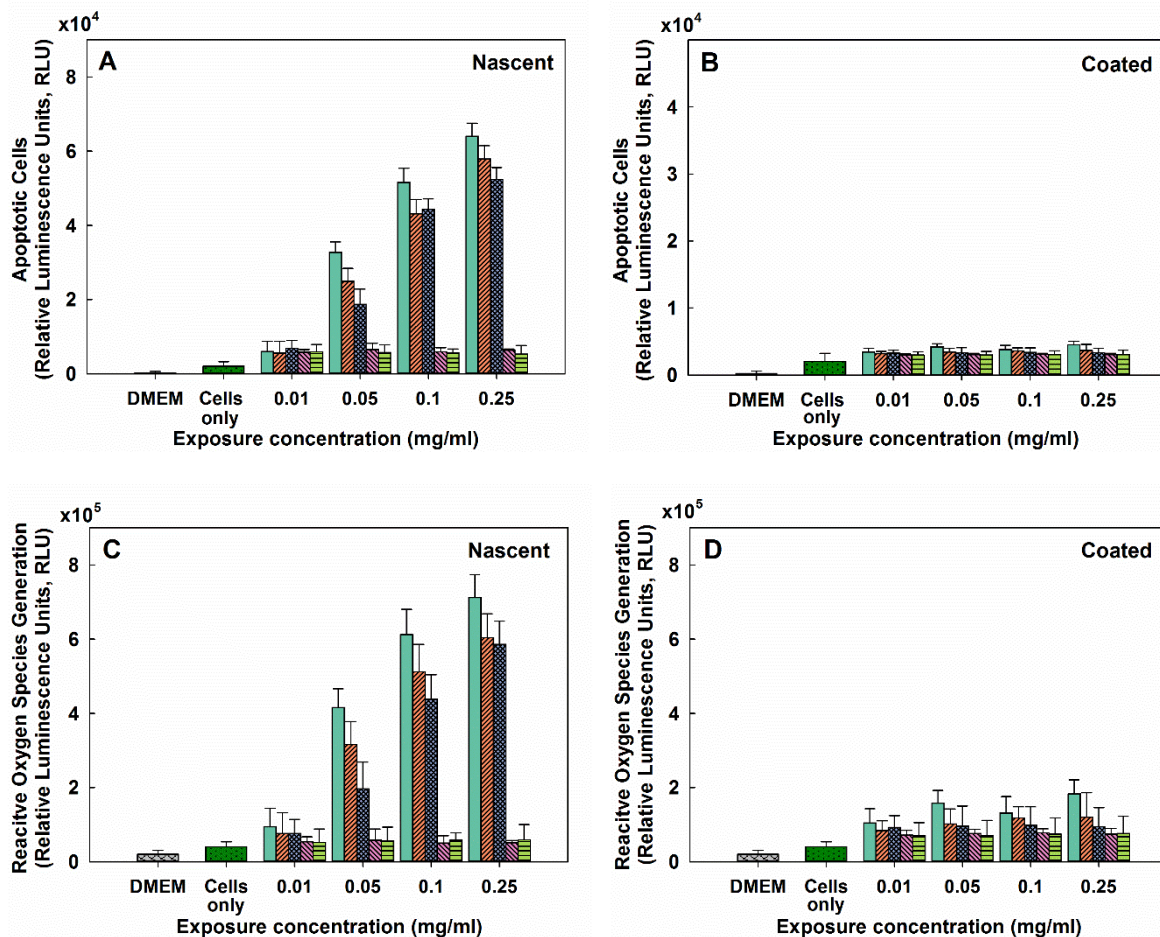 x10⁴
A
Nascent
Apoptotic Cells
(Relative Luminescence Units, RLU)
8
6
4
2
0
DMEM
Cells
only
0.01
0.05
0.1
0.25
Exposure concentration (mg/ml)
x10⁴
B
Coated
Apoptotic Cells
(Relative Luminescence Units, RLU)
4
3
2
1
0
DMEM
Cells
only
0.01
0.05
0.1
0.25
Exposure concentration (mg/ml)
x10⁵
C
Nascent
Reacitve Oxygen Species Generation
(Relative Luminescence Units, RLU)
8
6
4
2
0
DMEM
Cells
only
0.01
0.05
0.1
0.25
Exposure concentration (mg/ml)
x10⁵
D
Coated
Reacitve Oxygen Species Generation
(Relative Luminescence Units, RLU)
8
6
4
2
0
DMEM
Cells
only
0.01
0.05
0.1
0.25
Exposure concentration (mg/ml)